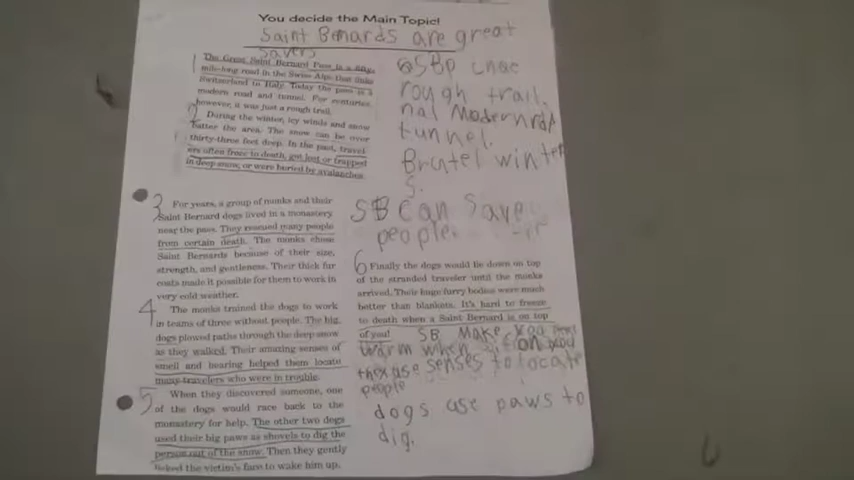 You decide the Main Topic!
Saint Benards are great
savers
1 The Great Saint Bernard Pass is a fifty-
mile-long road in the Swiss Alps that links
Switzerland to Italy. Today the pass is a
modern road and tunnel. For centuries,
however, it was just a rough trail.
2 During the winter, icy winds and snow
batter the area. The snow can be over
thirty-three feet deep. In the past, travel-
ers often froze to death, got lost or trapped
in deep snow, or were buried by avalanches.
SBp
rough trail.
Modern
tunnel.
Brutel winter
s.
3 For years, a group of monks and their
Saint Bernard dogs lived in a monastery
near the pass. They rescued many people
from certain death. The monks chose
Saint Bernards because of their size,
strength, and gentleness. Their thick fur
coats made it possible for them to work in
very cold weather.
4 The monks trained the dogs to work
in teams of three without people. The big
dogs plowed paths through the deep snow
as they walked. Their amazing senses of
smell and hearing helped them locate
many travelers who were in trouble.
5 When they discovered someone, one
of the dogs would race back to the
monastery for help. The other two dogs
used their big paws as shovels to dig the
person out of the snow. Then they gently
licked the victim's face to wake him up.
SB can save
people.
6 Finally the dogs would lie down on top
of the stranded traveler until the monks
arrived. Their huge furry bodies were much
better than blankets. It's hard to freeze
to death when a Saint Bernard is on top
of you!
SB make you
warm when on you
they use senses to locate
people
dogs use paws to
dig.